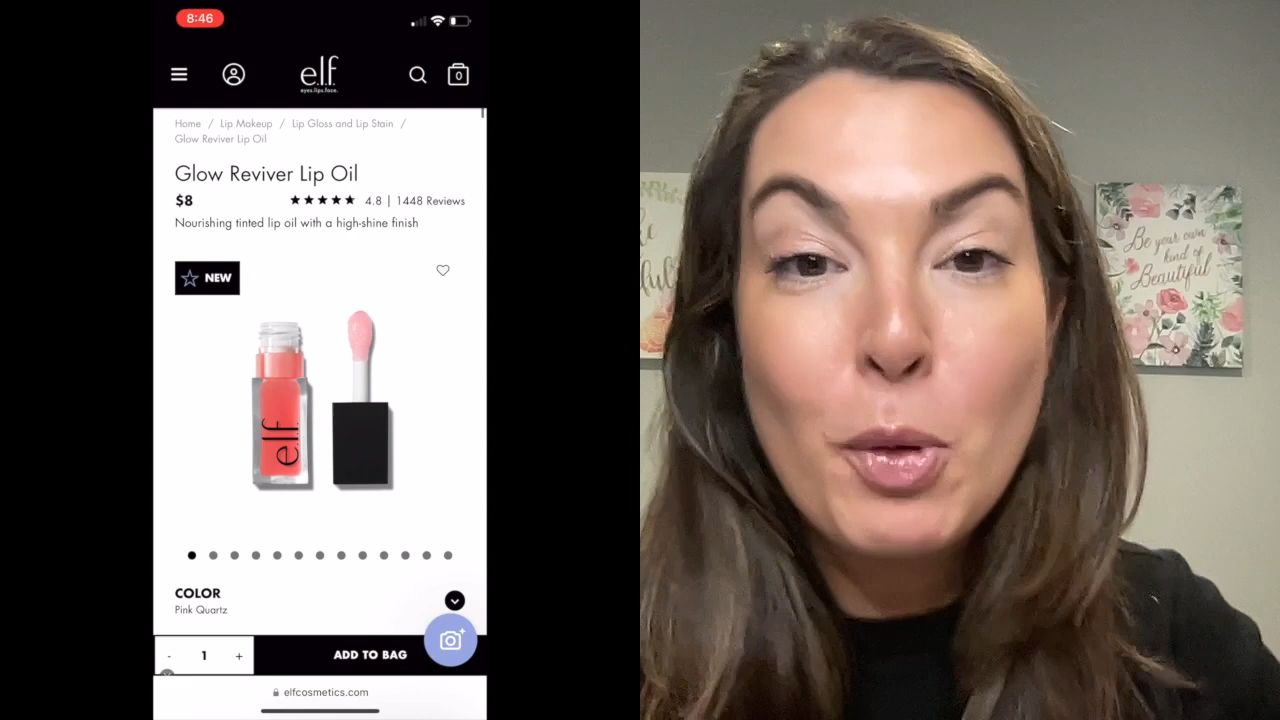 8:46
e.l.f.
eyes.lips.face.
0
Home / Lip Makeup / Lip Gloss and Lip Stain /
Glow Reviver Lip Oil
Glow Reviver Lip Oil
$8
4.8 | 1448 Reviews
Nourishing tinted lip oil with a high-shine finish
NEW
elf
COLOR
Pink Quartz
- 1 +
ADD TO BAG
elfcosmetics.com
Be your own
kind of
Beautiful